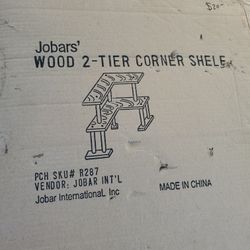 Jobars'
WOOD 2-TIER CORNER SHELF
PCH SKU# R287
VENDOR: JOBAR INT'L
Jobar International, Inc
MADE IN CHINA